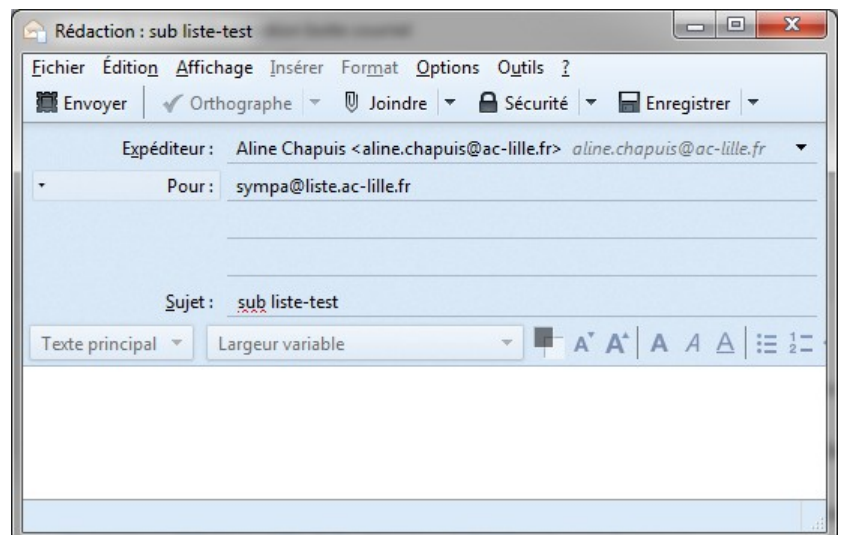 Rédaction : sub liste-test
Fichier Édition Affichage Insérer Format Options Outils ?
Envoyer Orthographe Joindre Sécurité Enregistrer
Expéditeur : Aline Chapuis <aline.chapuis@ac-lille.fr> aline.chapuis@ac-lille.fr
Pour : sympa@liste.ac-lille.fr
Sujet : sub liste-test
Texte principal Largeur variable